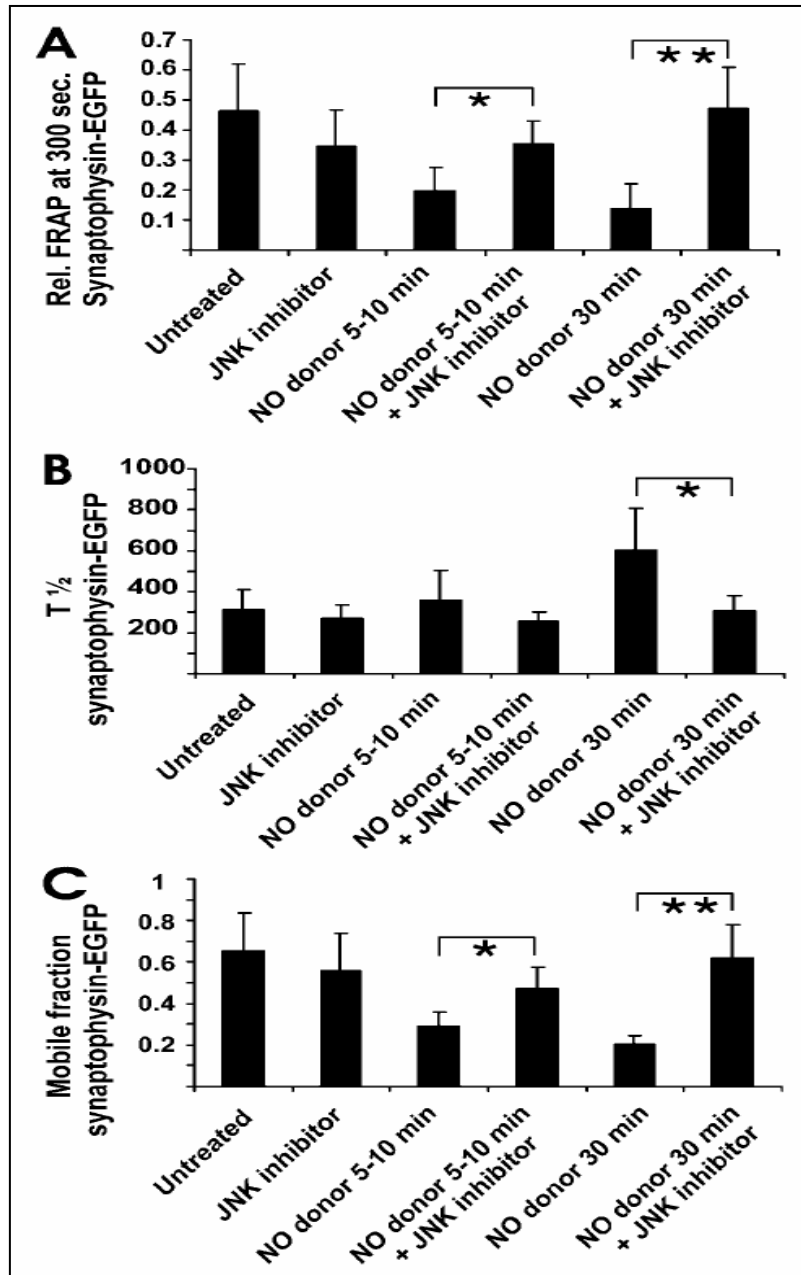 A
Rel. FRAP at 300 sec.
Synaptophysin-EGFP
0.7
0.6
0.5
0.4
0.3
0.2
0.1
*
**
Untreated
JNK inhibitor
NO donor 5-10 min
NO donor 5-10 min
+ JNK inhibitor
NO donor 30 min
NO donor 30 min
+ JNK inhibitor
B
T ½
synaptophysin-EGFP
1000
800
600
400
200
*
Untreated
JNK inhibitor
NO donor 5-10 min
NO donor 5-10 min
+ JNK inhibitor
NO donor 30 min
NO donor 30 min
+ JNK inhibitor
C
Mobile fraction
synaptophysin-EGFP
1
0.8
0.6
0.4
0.2
*
**
Untreated
JNK inhibitor
NO donor 5-10 min
NO donor 5-10 min
+ JNK inhibitor
NO donor 30 min
NO donor 30 min
+ JNK inhibitor